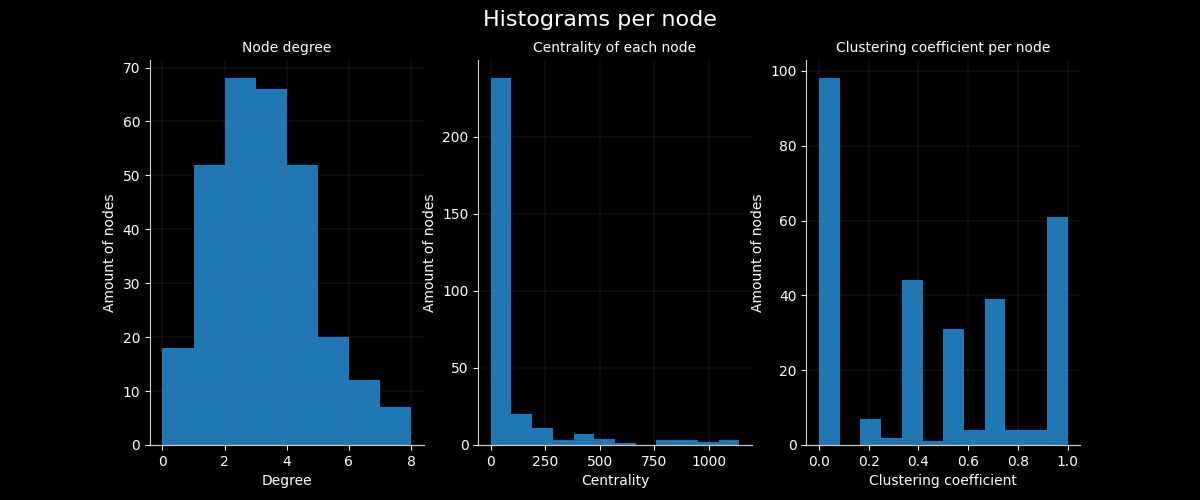 Histograms per node
Node degree
Centrality of each node
Clustering coefficient per node
Amount of nodes
70
60
50
40
30
20
10
0
0 2 4 6 8
Degree
Amount of nodes
200
150
100
50
0
0 250 500 750 1000
Centrality
Amount of nodes
100
80
60
40
20
0
0.0 0.2 0.4 0.6 0.8 1.0
Clustering coefficient